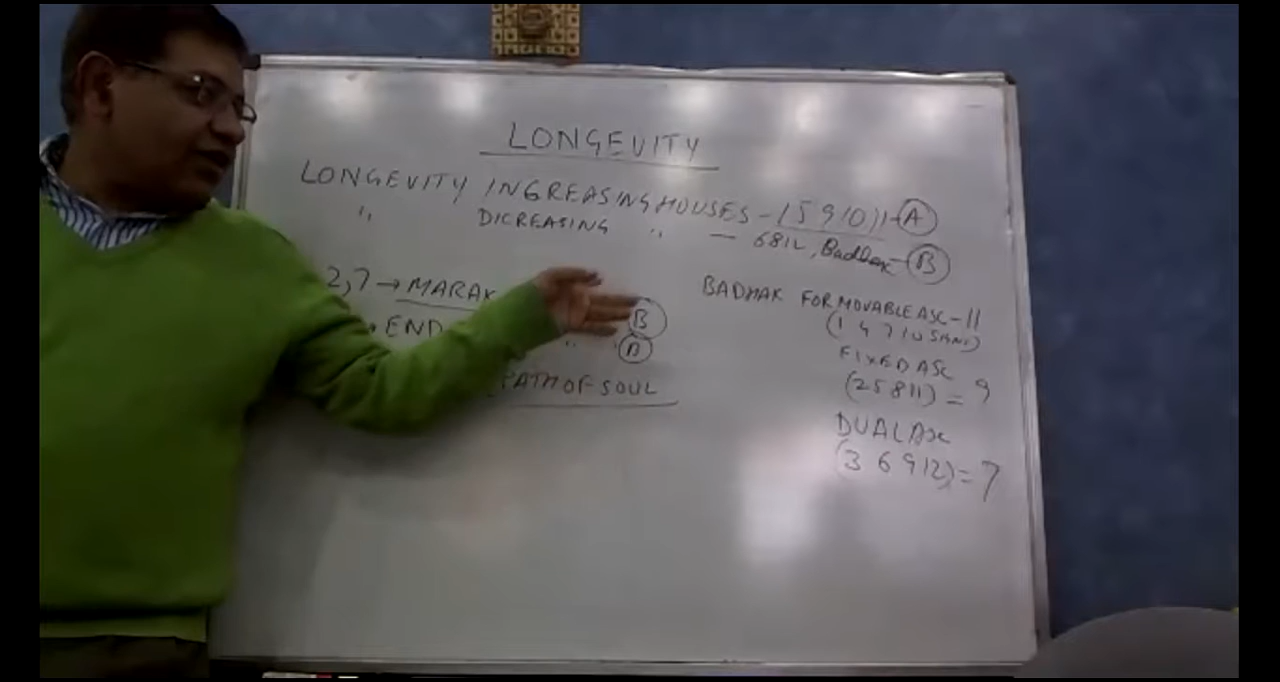 LONGEVITY
LONGEVITY INCREASING HOUSES - 1 5 9 10 11 - A
" DICREASING " - 6 8 12, Badhak - B
2,7 → MARAK
→ END B
" " A
PATH OF SOUL
BADHAK FOR MOVABLE ASC - 11
(1 4 7 10 SIGN)
FIXED ASC
(2 5 8 11) = 9
DUAL ASC
(3 6 9 12) = 7